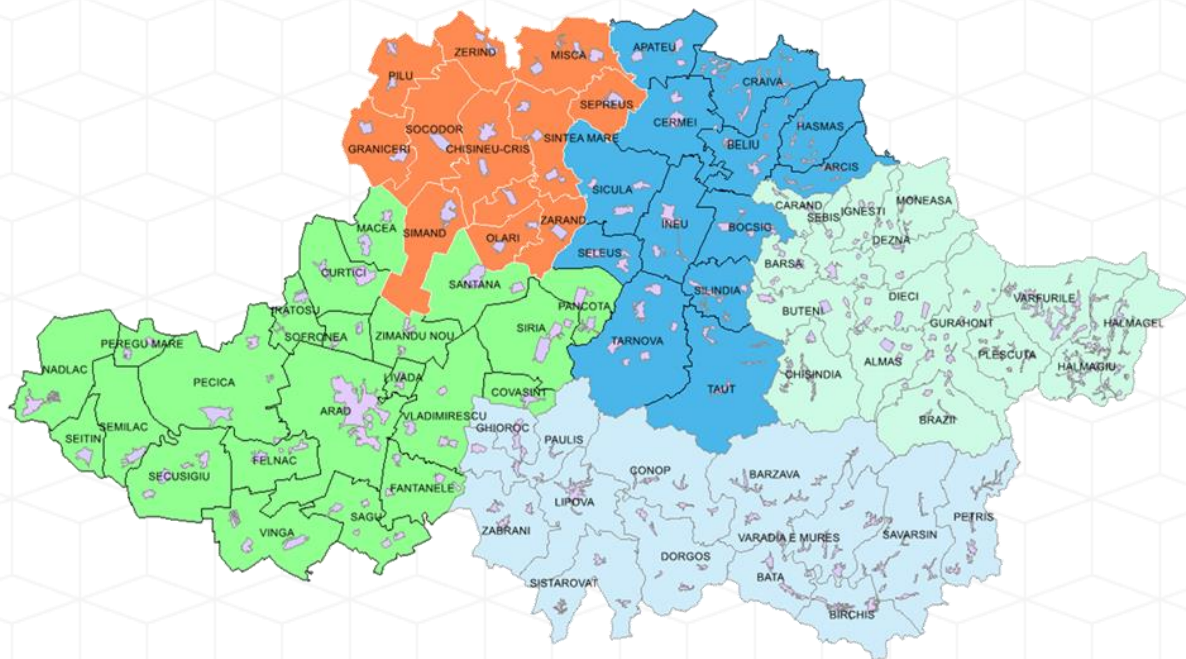 ZERIND
MISCA
APATEU
PILU
CRAIVA
SEPREUS
SOCODOR
CERMEI
HASMAS
SINTEA MARE
GRANICERI
CHISINEU-CRIS
BELIU
ARCIS
SICULA
MONEASA
CARAND
IGNESTI
SEBIS
ZARAND
INEU
BOCSIG
MACEA
SIMAND
OLARI
DEZNA
SELEUS
BARSA
CURTICI
SANTANA
SILINDIA
DIECI
VARFURILE
PANCOTA
IRATOSU
BUTENI
GURAHONT
HALMAGEL
SIRIA
SOFRONEA
ZIMANDU NOU
TARNOVA
PEREGU MARE
PLESCUTA
ALMAS
NADLAC
HALMAGIU
CHISINDIA
PECICA
LIVADA
TAUT
COVASINT
ARAD
VLADIMIRESCU
BRAZII
SEMILAC
GHIOROC
SEITIN
PAULIS
FELNAC
CONOP
BARZAVA
SECUSIGIU
FANTANELE
LIPOVA
SAGU
PETRIS
ZABRANI
VINGA
SAVARSIN
VARADIA E MURES
DORGOS
BATA
SISTAROVAT
BIRCHIS